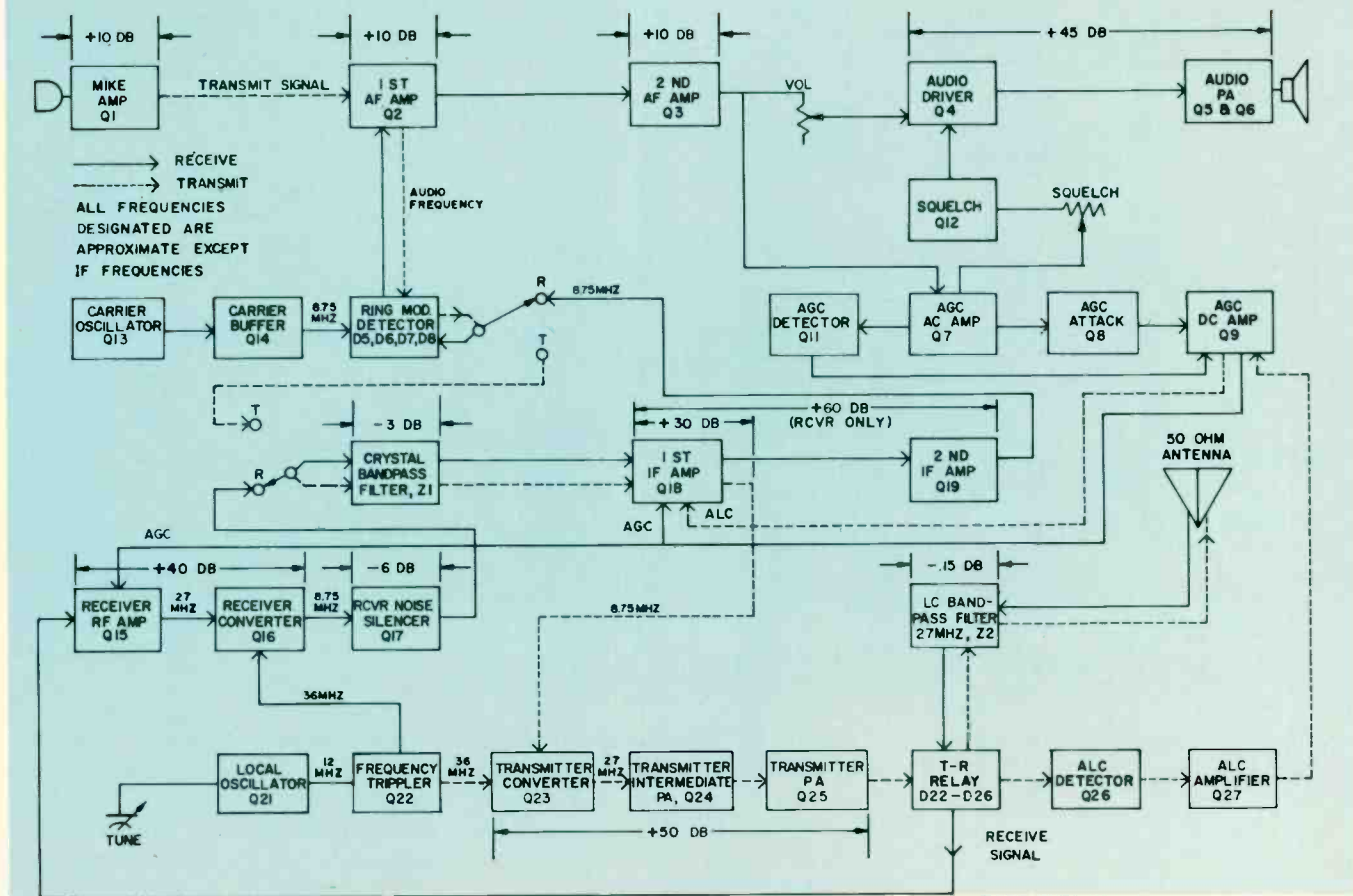 +10 DB
+10 DB
+10 DB
+45 DB
MIKE
AMP
Q1
TRANSMIT SIGNAL
1 ST
AF AMP
Q2
2 ND
AF AMP
Q3
VOL
AUDIO
DRIVER
Q4
AUDIO
PA
Q5 & Q6
RECEIVE
TRANSMIT
ALL FREQUENCIES
DESIGNATED ARE
APPROXIMATE EXCEPT
IF FREQUENCIES
AUDIO
FREQUENCY
SQUELCH
Q12
SQUELCH
CARRIER
OSCILLATOR
Q13
CARRIER
BUFFER
Q14
8.75
MHZ
RING MOD.
DETECTOR
D5,D6,D7,D8
R
T
8.75MHZ
AGC
DETECTOR
Q11
AGC
AC AMP
Q7
AGC
ATTACK
Q8
AGC
DC AMP
Q9
T
R
-3 DB
CRYSTAL
BANDPASS
FILTER, Z1
+60 DB
(RCVR ONLY)
+30 DB
1 ST
IF AMP
Q18
2 ND
IF AMP
Q19
50 OHM
ANTENNA
AGC
ALC
AGC
+40 DB
-6 DB
-.15 DB
RECEIVER
RF AMP
Q15
27
MHZ
RECEIVER
CONVERTER
Q16
8.75
MHZ
RCVR NOISE
SILENCER
Q17
8.75MHZ
LC BAND-
PASS FILTER
27MHZ, Z2
36MHZ
TUNE
LOCAL
OSCILLATOR
Q21
12
MHZ
FREQUENCY
TRIPPLER
Q22
36
MHZ
TRANSMITTER
CONVERTER
Q23
27
MHZ
TRANSMITTER
INTERMEDIATE
PA, Q24
TRANSMITTER
PA
Q25
T-R
RELAY
D22-D26
ALC
DETECTOR
Q26
ALC
AMPLIFIER
Q27
+50 DB
RECEIVE
SIGNAL